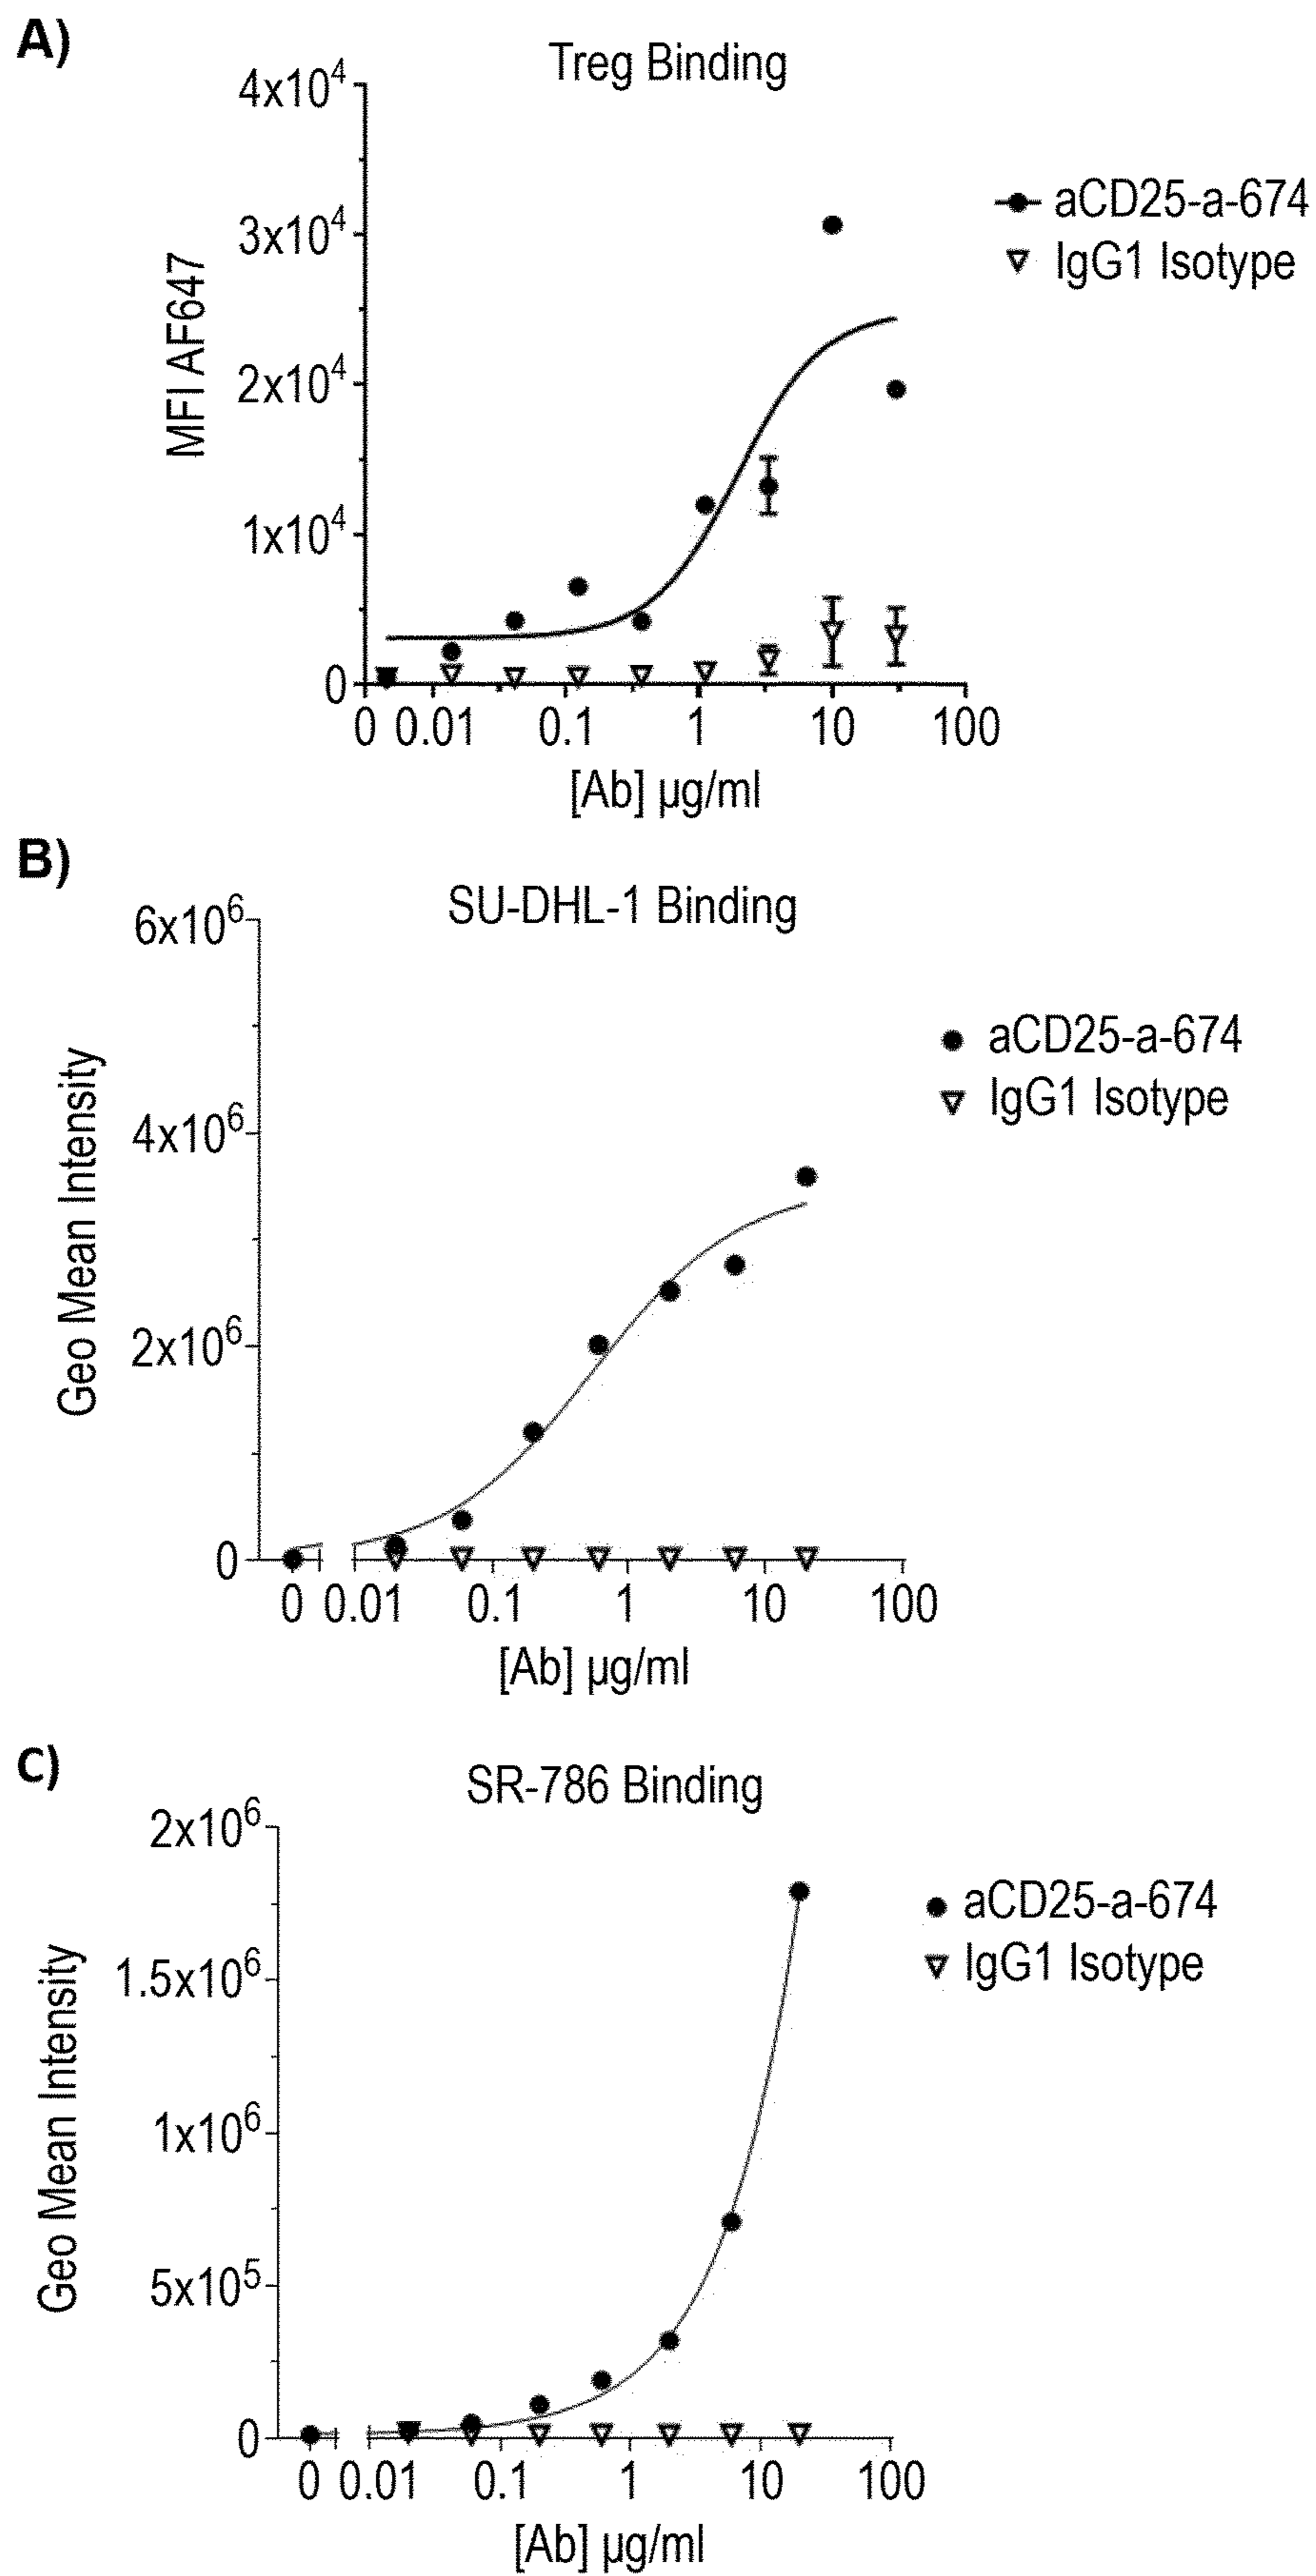 A)
Treg Binding
4x10⁴
3x10⁴
2x10⁴
1x10⁴
0
MFI AF647
aCD25-a-674
IgG1 Isotype
0 0.01 0.1 1 10 100
[Ab] µg/ml
B)
SU-DHL-1 Binding
6x10⁶
4x10⁶
2x10⁶
0
Geo Mean Intensity
aCD25-a-674
IgG1 Isotype
0 0.01 0.1 1 10 100
[Ab] µg/ml
C)
SR-786 Binding
2x10⁶
1.5x10⁶
1x10⁶
5x10⁵
0
Geo Mean Intensity
aCD25-a-674
IgG1 Isotype
0 0.01 0.1 1 10 100
[Ab] µg/ml